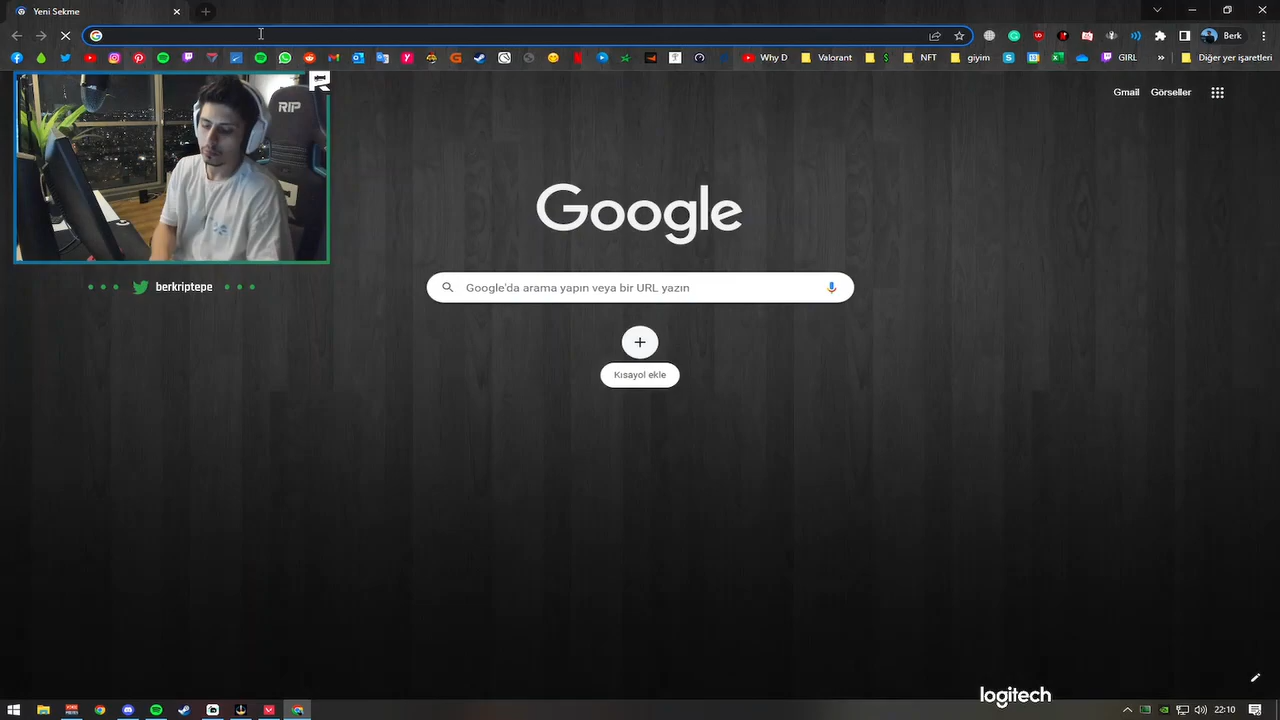 Yeni Sekme
Berk
Why D
Valorant
$
NFT
giyim
GIRL
»
Diğer yer işaretleri
Gmail
Görseller
RIP
Google
berkriptepe
Google'da arama yapın veya bir URL yazın
Kısayol ekle
logitech
22:10